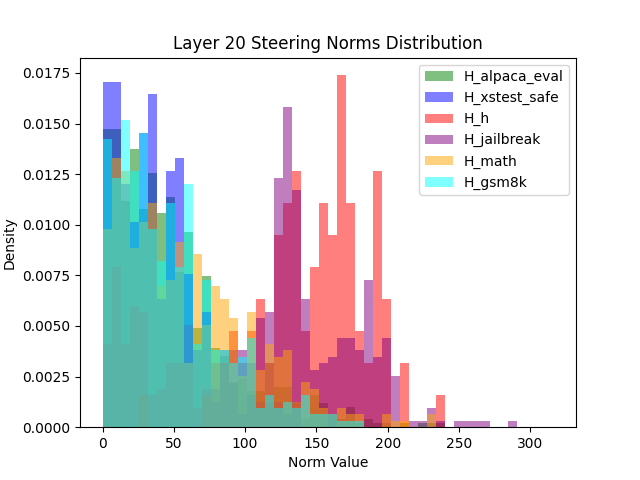 Layer 20 Steering Norms Distribution
0.0175
0.0150
0.0125
0.0100
0.0075
0.0050
0.0025
0.0000
Density
H_alpaca_eval
H_xstest_safe
H_h
H_jailbreak
H_math
H_gsm8k
0 50 100 150 200 250 300
Norm Value